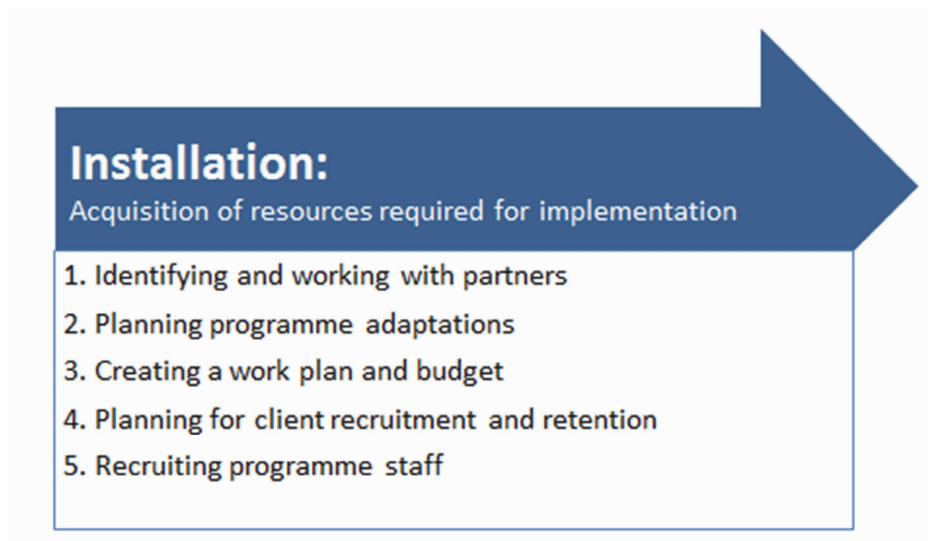 Installation:
Acquisition of resources required for implementation
1. Identifying and working with partners
2. Planning programme adaptations
3. Creating a work plan and budget
4. Planning for client recruitment and retention
5. Recruiting programme staff